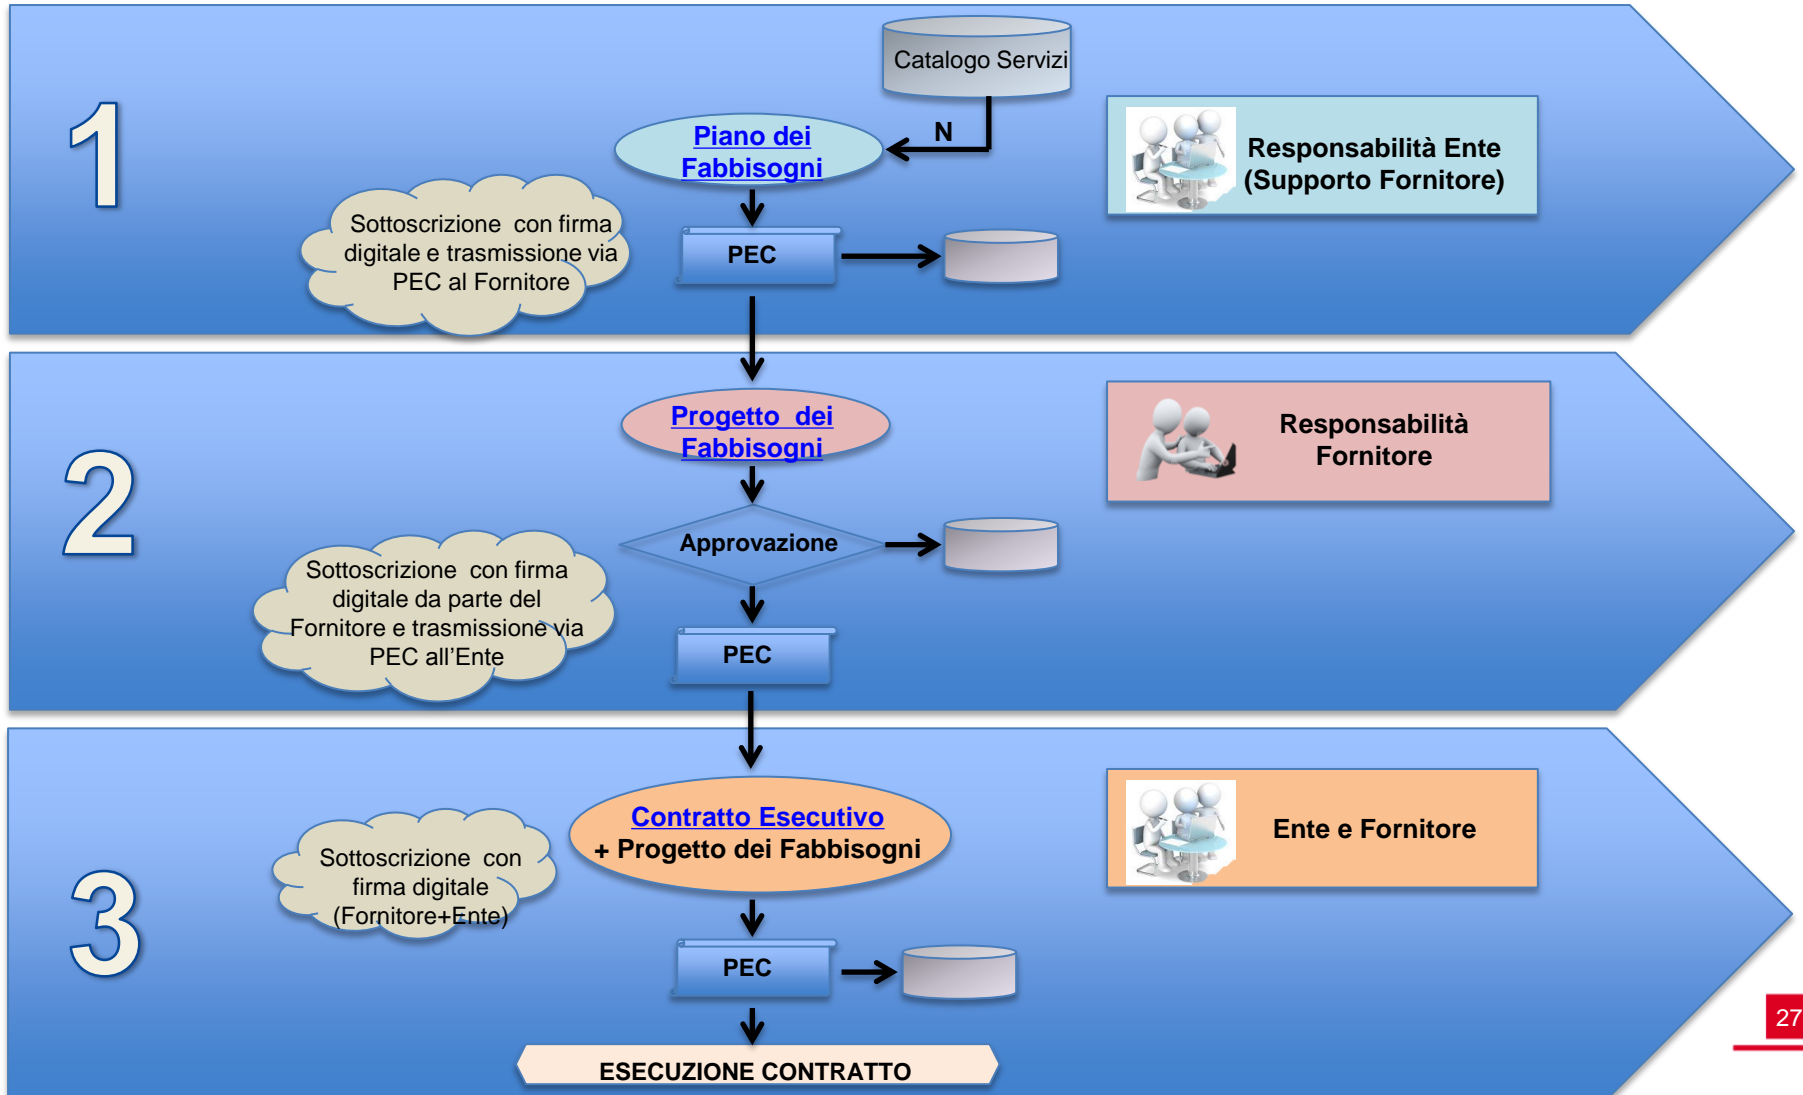 1
Catalogo Servizi
N
Piano dei
Fabbisogni
Responsabilità Ente
(Supporto Fornitore)
Sottoscrizione con firma
digitale e trasmissione via
PEC al Fornitore
PEC
2
Progetto dei
Fabbisogni
Responsabilità
Fornitore
Approvazione
Sottoscrizione con firma
digitale da parte del
Fornitore e trasmissione via
PEC all’Ente
PEC
3
Contratto Esecutivo
+ Progetto dei Fabbisogni
Ente e Fornitore
Sottoscrizione con
firma digitale
(Fornitore+Ente)
PEC
ESECUZIONE CONTRATTO
27